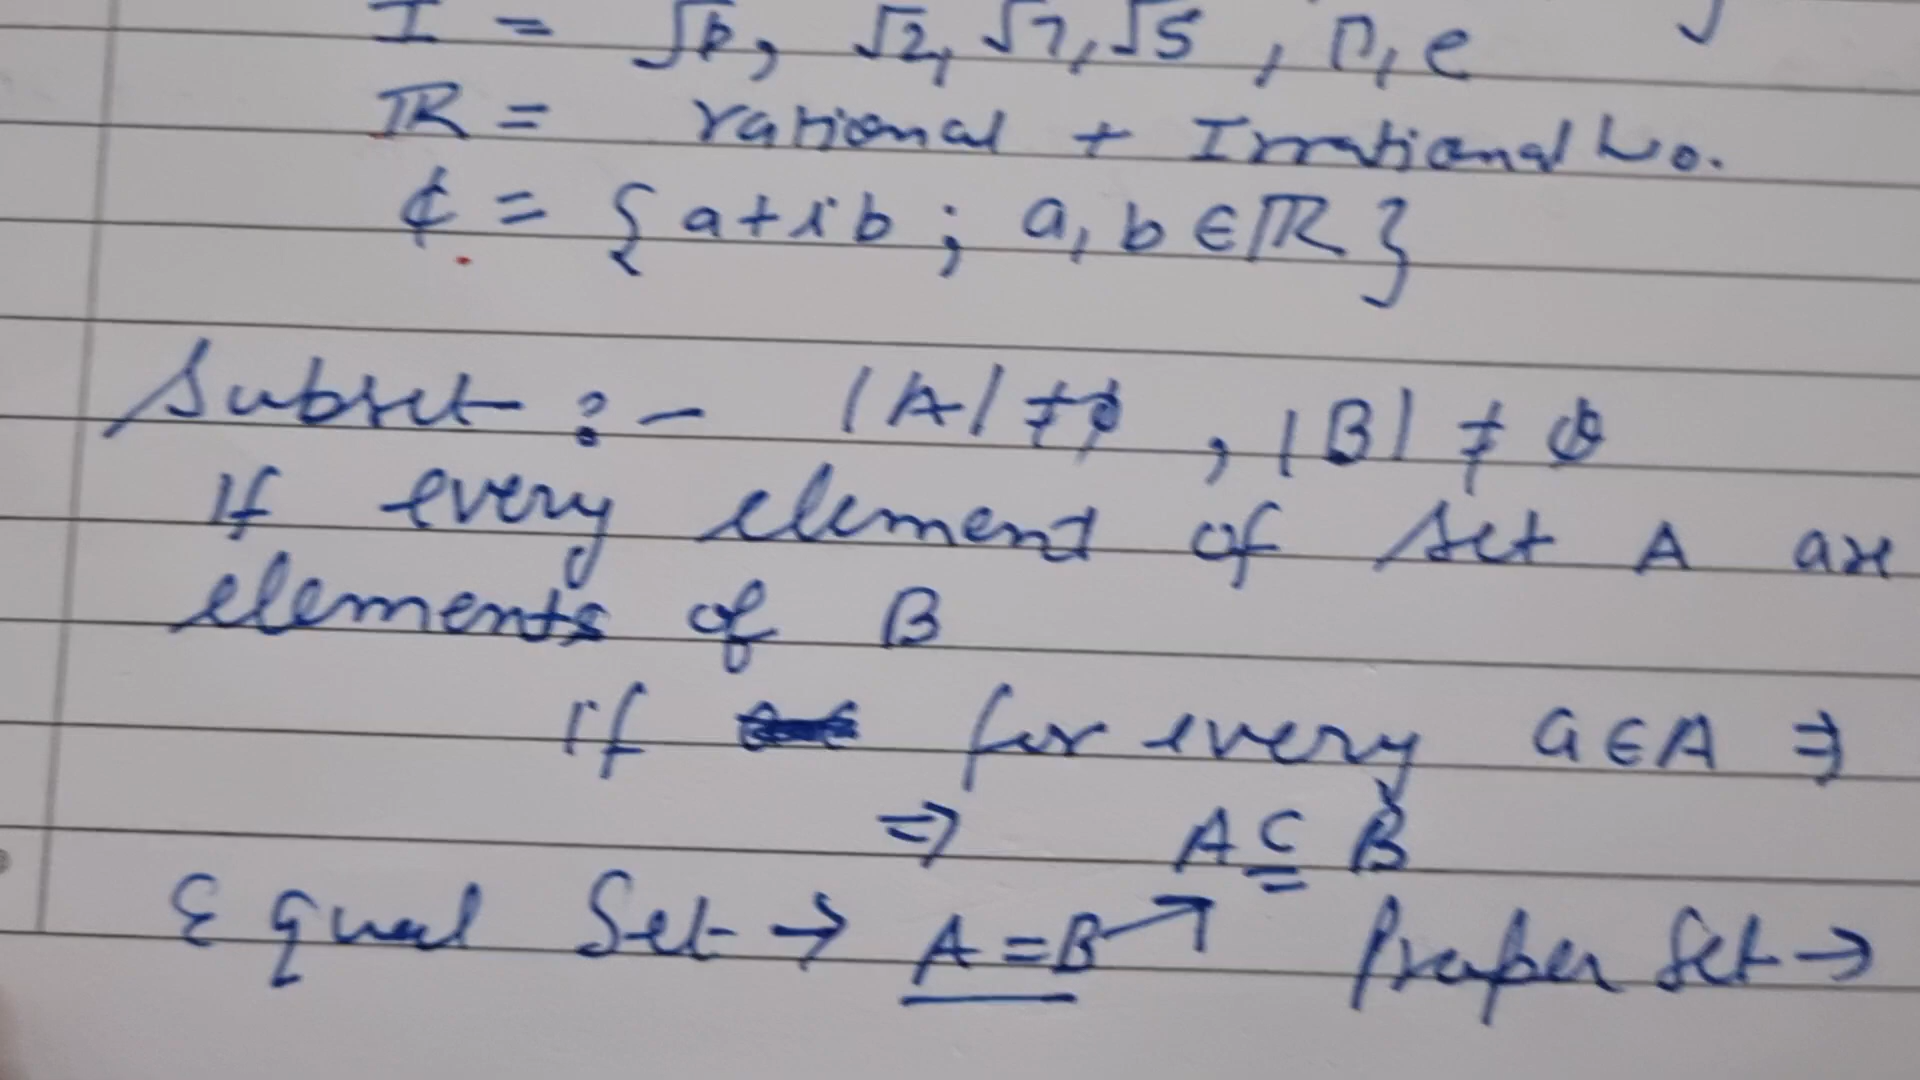 I = √p, √2, √7, √5, π, e
ℝ = rational + Irrational No.
₵ = { a + i b ; a, b ∈ ℝ }
Subset :- |A| ≠ ϕ , |B| ≠ ϕ
If every element of set A are
elements of B
if for every a ∈ A ⇒
⇒ A ⊆ B
Equal Set → A = B Proper Set →